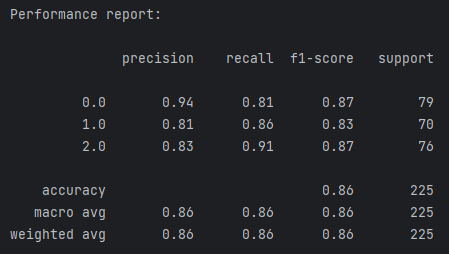 Performance report:
precision recall f1-score support
0.0 0.94 0.81 0.87 79
1.0 0.81 0.86 0.83 70
2.0 0.83 0.91 0.87 76
accuracy 0.86 225
macro avg 0.86 0.86 0.86 225
weighted avg 0.86 0.86 0.86 225